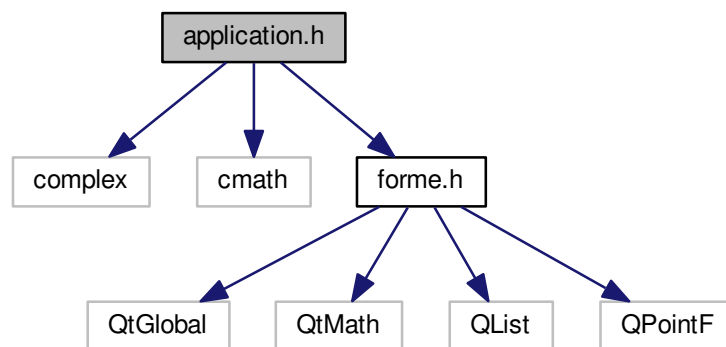 application.h
complex
cmath
forme.h
QtGlobal
QtMath
QList
QPointF